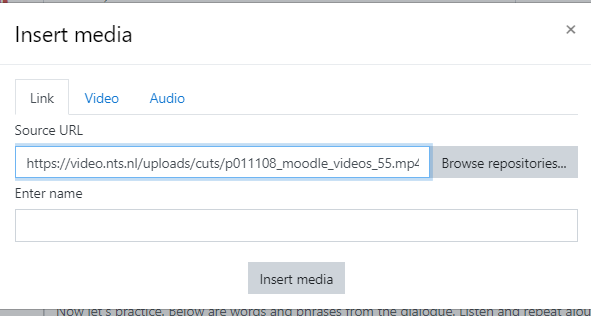 Insert media
×
Link Video Audio
Source URL
https://video.nts.nl/uploads/cuts/p011108_moodle_videos_55.mp4 Browse repositories...
Enter name
Insert media
Now let's practice. Below are words and phrases from the dialogue. Listen and repeat aloud